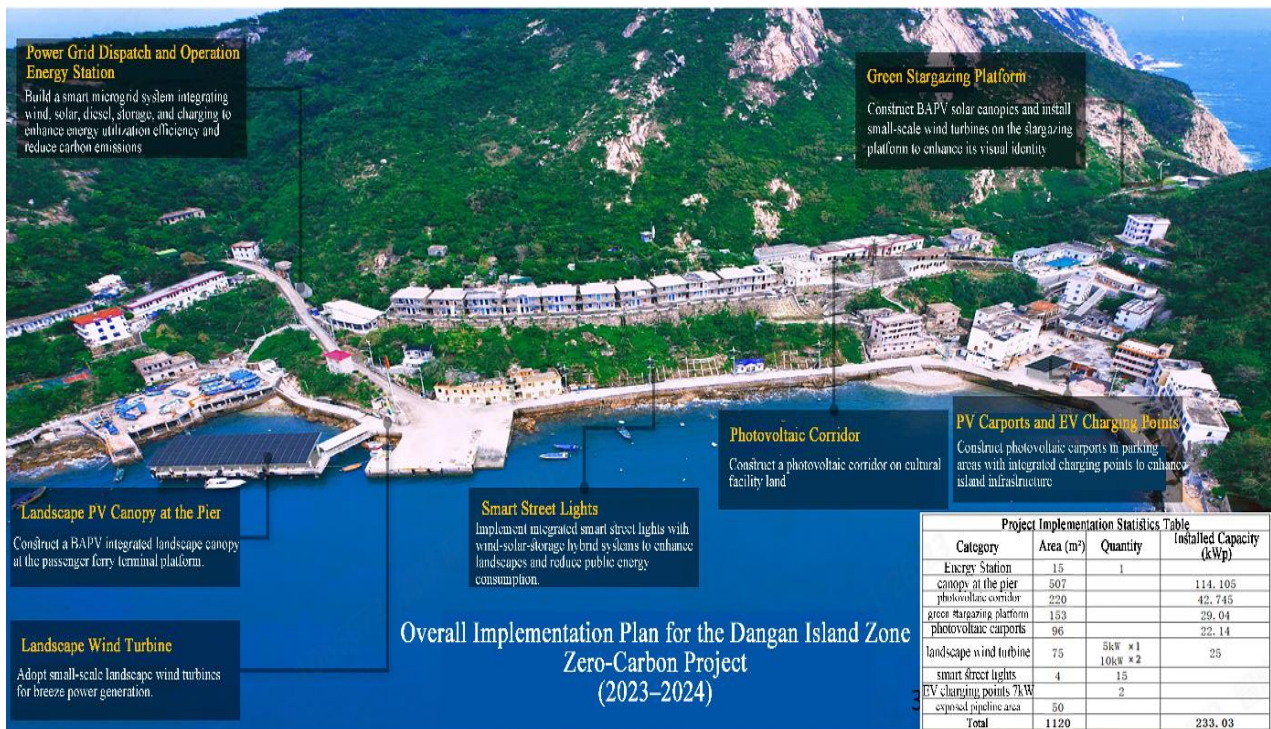 Power Grid Dispatch and Operation
Energy Station
Build a smart microgrid system integrating
wind, solar, diesel, storage, and charging to
enhance energy utilization efficiency and
reduce carbon emissions
Green Stargazing Platform
Construct BAPV solar canopies and install
small-scale wind turbines on the stargazing
platform to enhance its visual identity
Landscape PV Canopy at the Pier
Construct a BAPV integrated landscape canopy
at the passenger ferry terminal platform.
Landscape Wind Turbine
Adopt small-scale landscape wind turbines
for breeze power generation.
Smart Street Lights
Implement integrated smart street lights with
wind-solar-storage hybrid systems to enhance
landscapes and reduce public energy
consumption.
Photovoltaic Corridor
Construct a photovoltaic corridor on cultural
facility land
PV Carports and EV Charging Points
Construct photovoltaic carports in parking
areas with integrated charging points to enhance
island infrastructure
Overall Implementation Plan for the Dangan Island Zone
Zero-Carbon Project
(2023–2024)
3
Project Implementation Statistics Table
Category Area (m²) Quantity Installed Capacity (kWp)
Energy Station 15 1
canopy at the pier 507 114.105
photovoltaic corridor 220 42.745
green stargazing platform 153 29.04
photovoltaic carports 96 22.14
landscape wind turbine 75 5kW ×1 10kW ×2 25
smart street lights 4 15
EV charging points 7kW 2
exposed pipeline area 50
Total 1120 233.03